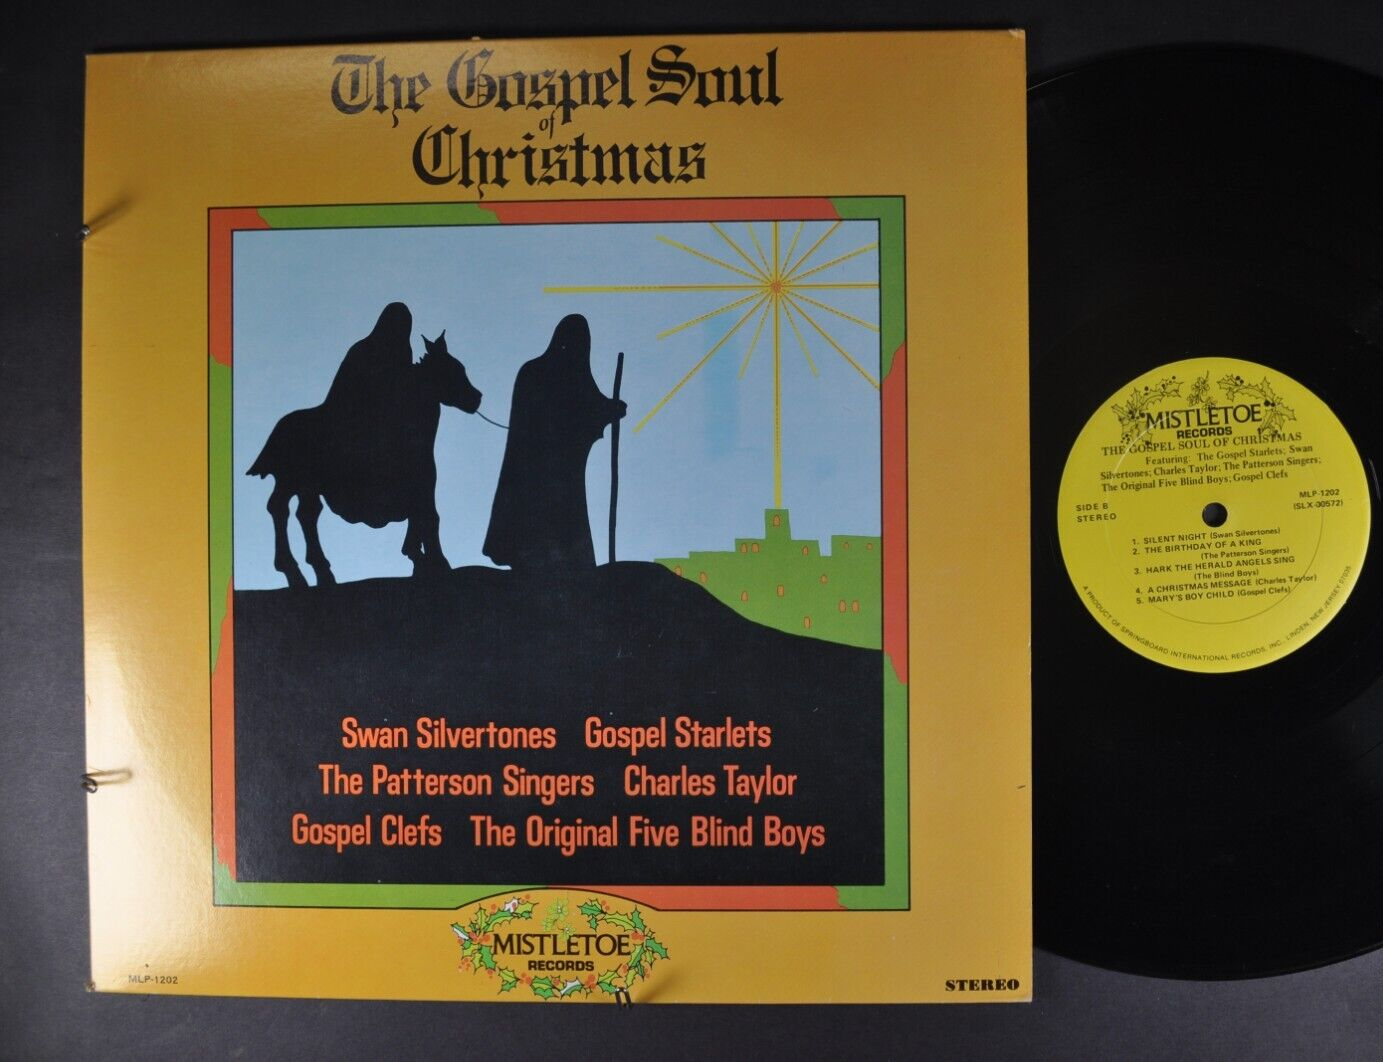 The Gospel Soul
of
Christmas
Swan Silvertones Gospel Starlets
The Patterson Singers Charles Taylor
Gospel Clefs The Original Five Blind Boys
MISTLETOE
RECORDS
MLP-1202
STEREO
MISTLETOE
RECORDS
THE GOSPEL SOUL OF CHRISTMAS
Featuring: The Gospel Starlets; Swan
Silvertones; Charles Taylor; The Patterson Singers;
The Original Five Blind Boys; Gospel Clefs
SIDE B
STEREO
MLP-1202
(SLX-30572)
1. SILENT NIGHT (Swan Silvertones)
2. THE BIRTHDAY OF A KING
(The Patterson Singers)
3. HARK THE HERALD ANGELS SING
(The Blind Boys)
4. A CHRISTMAS MESSAGE (Charles Taylor)
5. MARY'S BOY CHILD (Gospel Clefs)
A PRODUCT OF SPRINGBOARD INTERNATIONAL RECORDS, INC., LINDEN, NEW JERSEY 07036